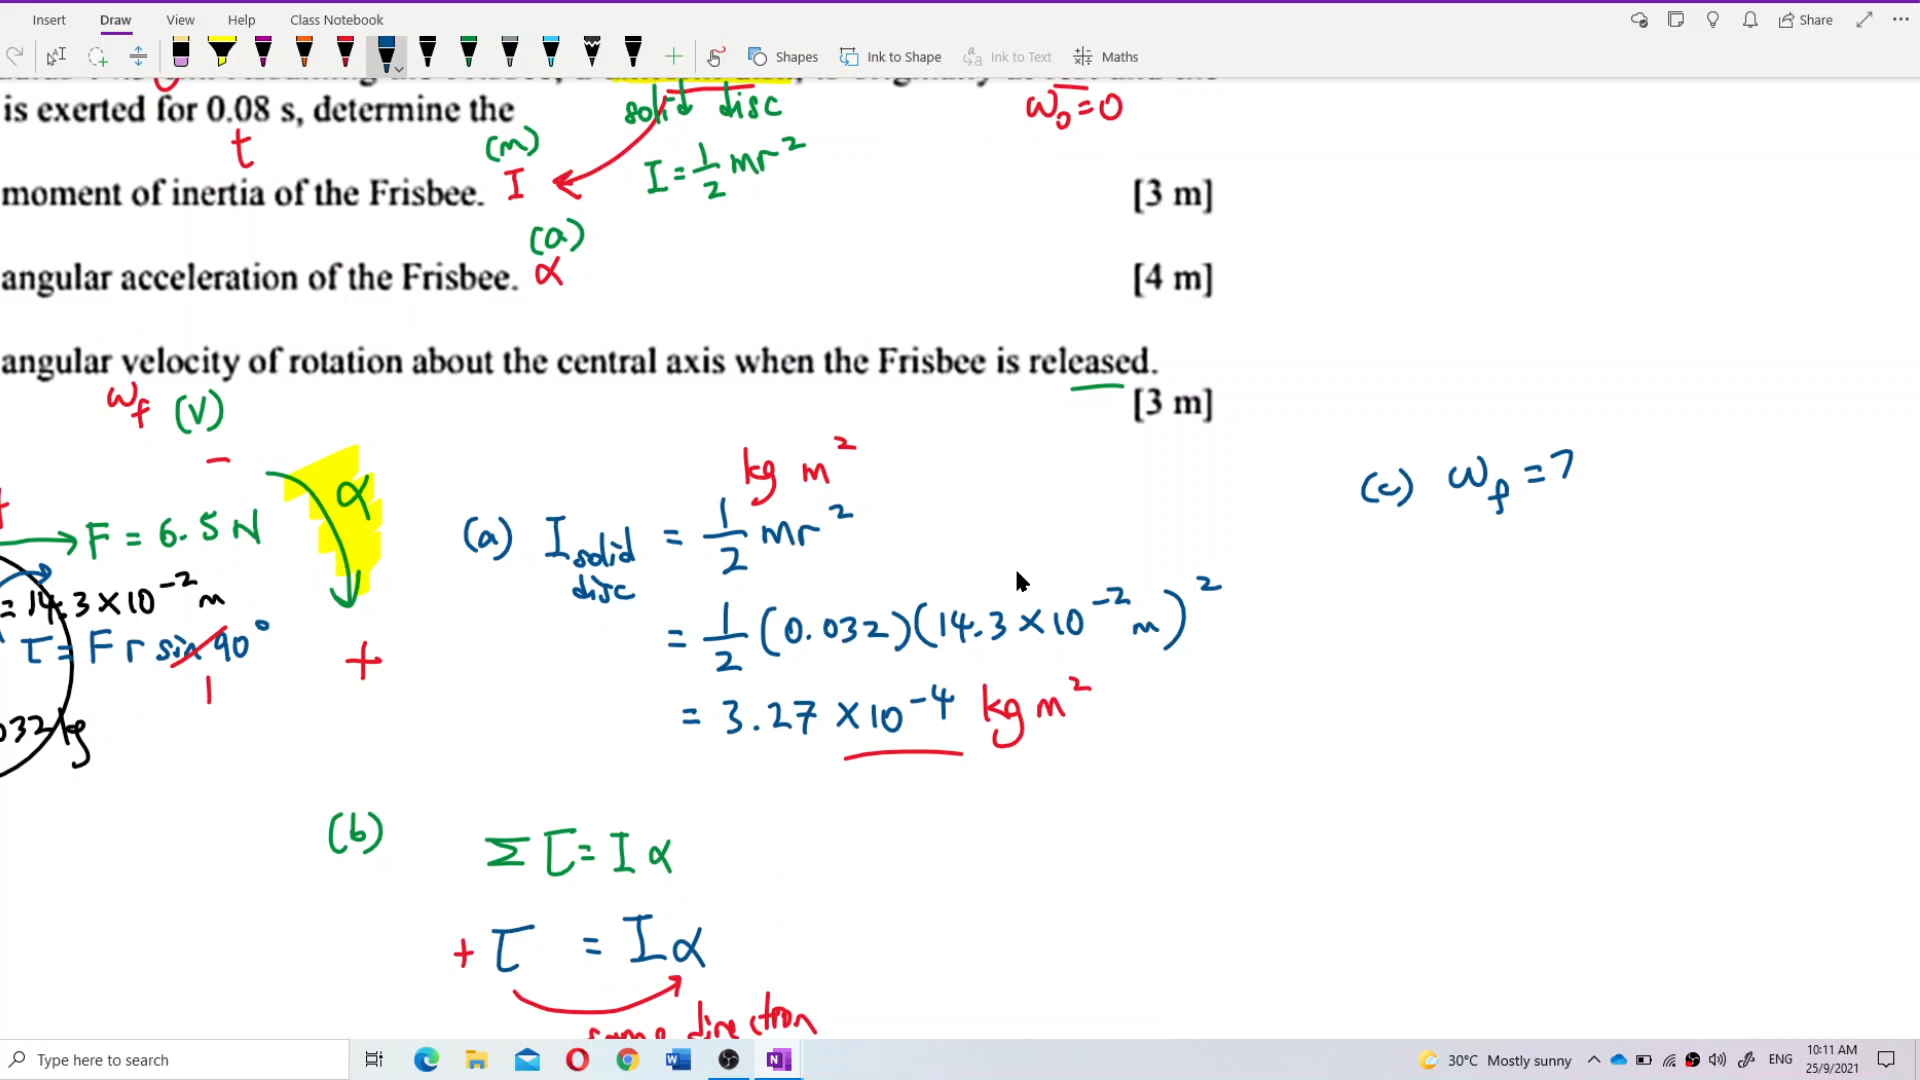 Insert Draw View Help Class Notebook Share
Shapes Ink to Shape Ink to Text Maths
is exerted for 0.08 s, determine the
t
solid disc
I = 1/2 mr²
ω₀ = 0
(m)
moment of inertia of the Frisbee. I [3 m]
(a)
angular acceleration of the Frisbee. α [4 m]
angular velocity of rotation about the central axis when the Frisbee is released.
ωf (V) [3 m]
−
α
F = 6.5 N
= 14.3 × 10⁻² m
τ = F r sin 90°
1
+
032 kg
kg m²
(a) I solid disc = 1/2 mr²
= 1/2 (0.032)(14.3 × 10⁻² m)²
= 3.27 × 10⁻⁴ kg m²
(b) Σ τ = I α
+ τ = I α
same direction
(c) ωf = ?
Type here to search 30°C Mostly sunny ENG 10:11 AM
25/9/2021